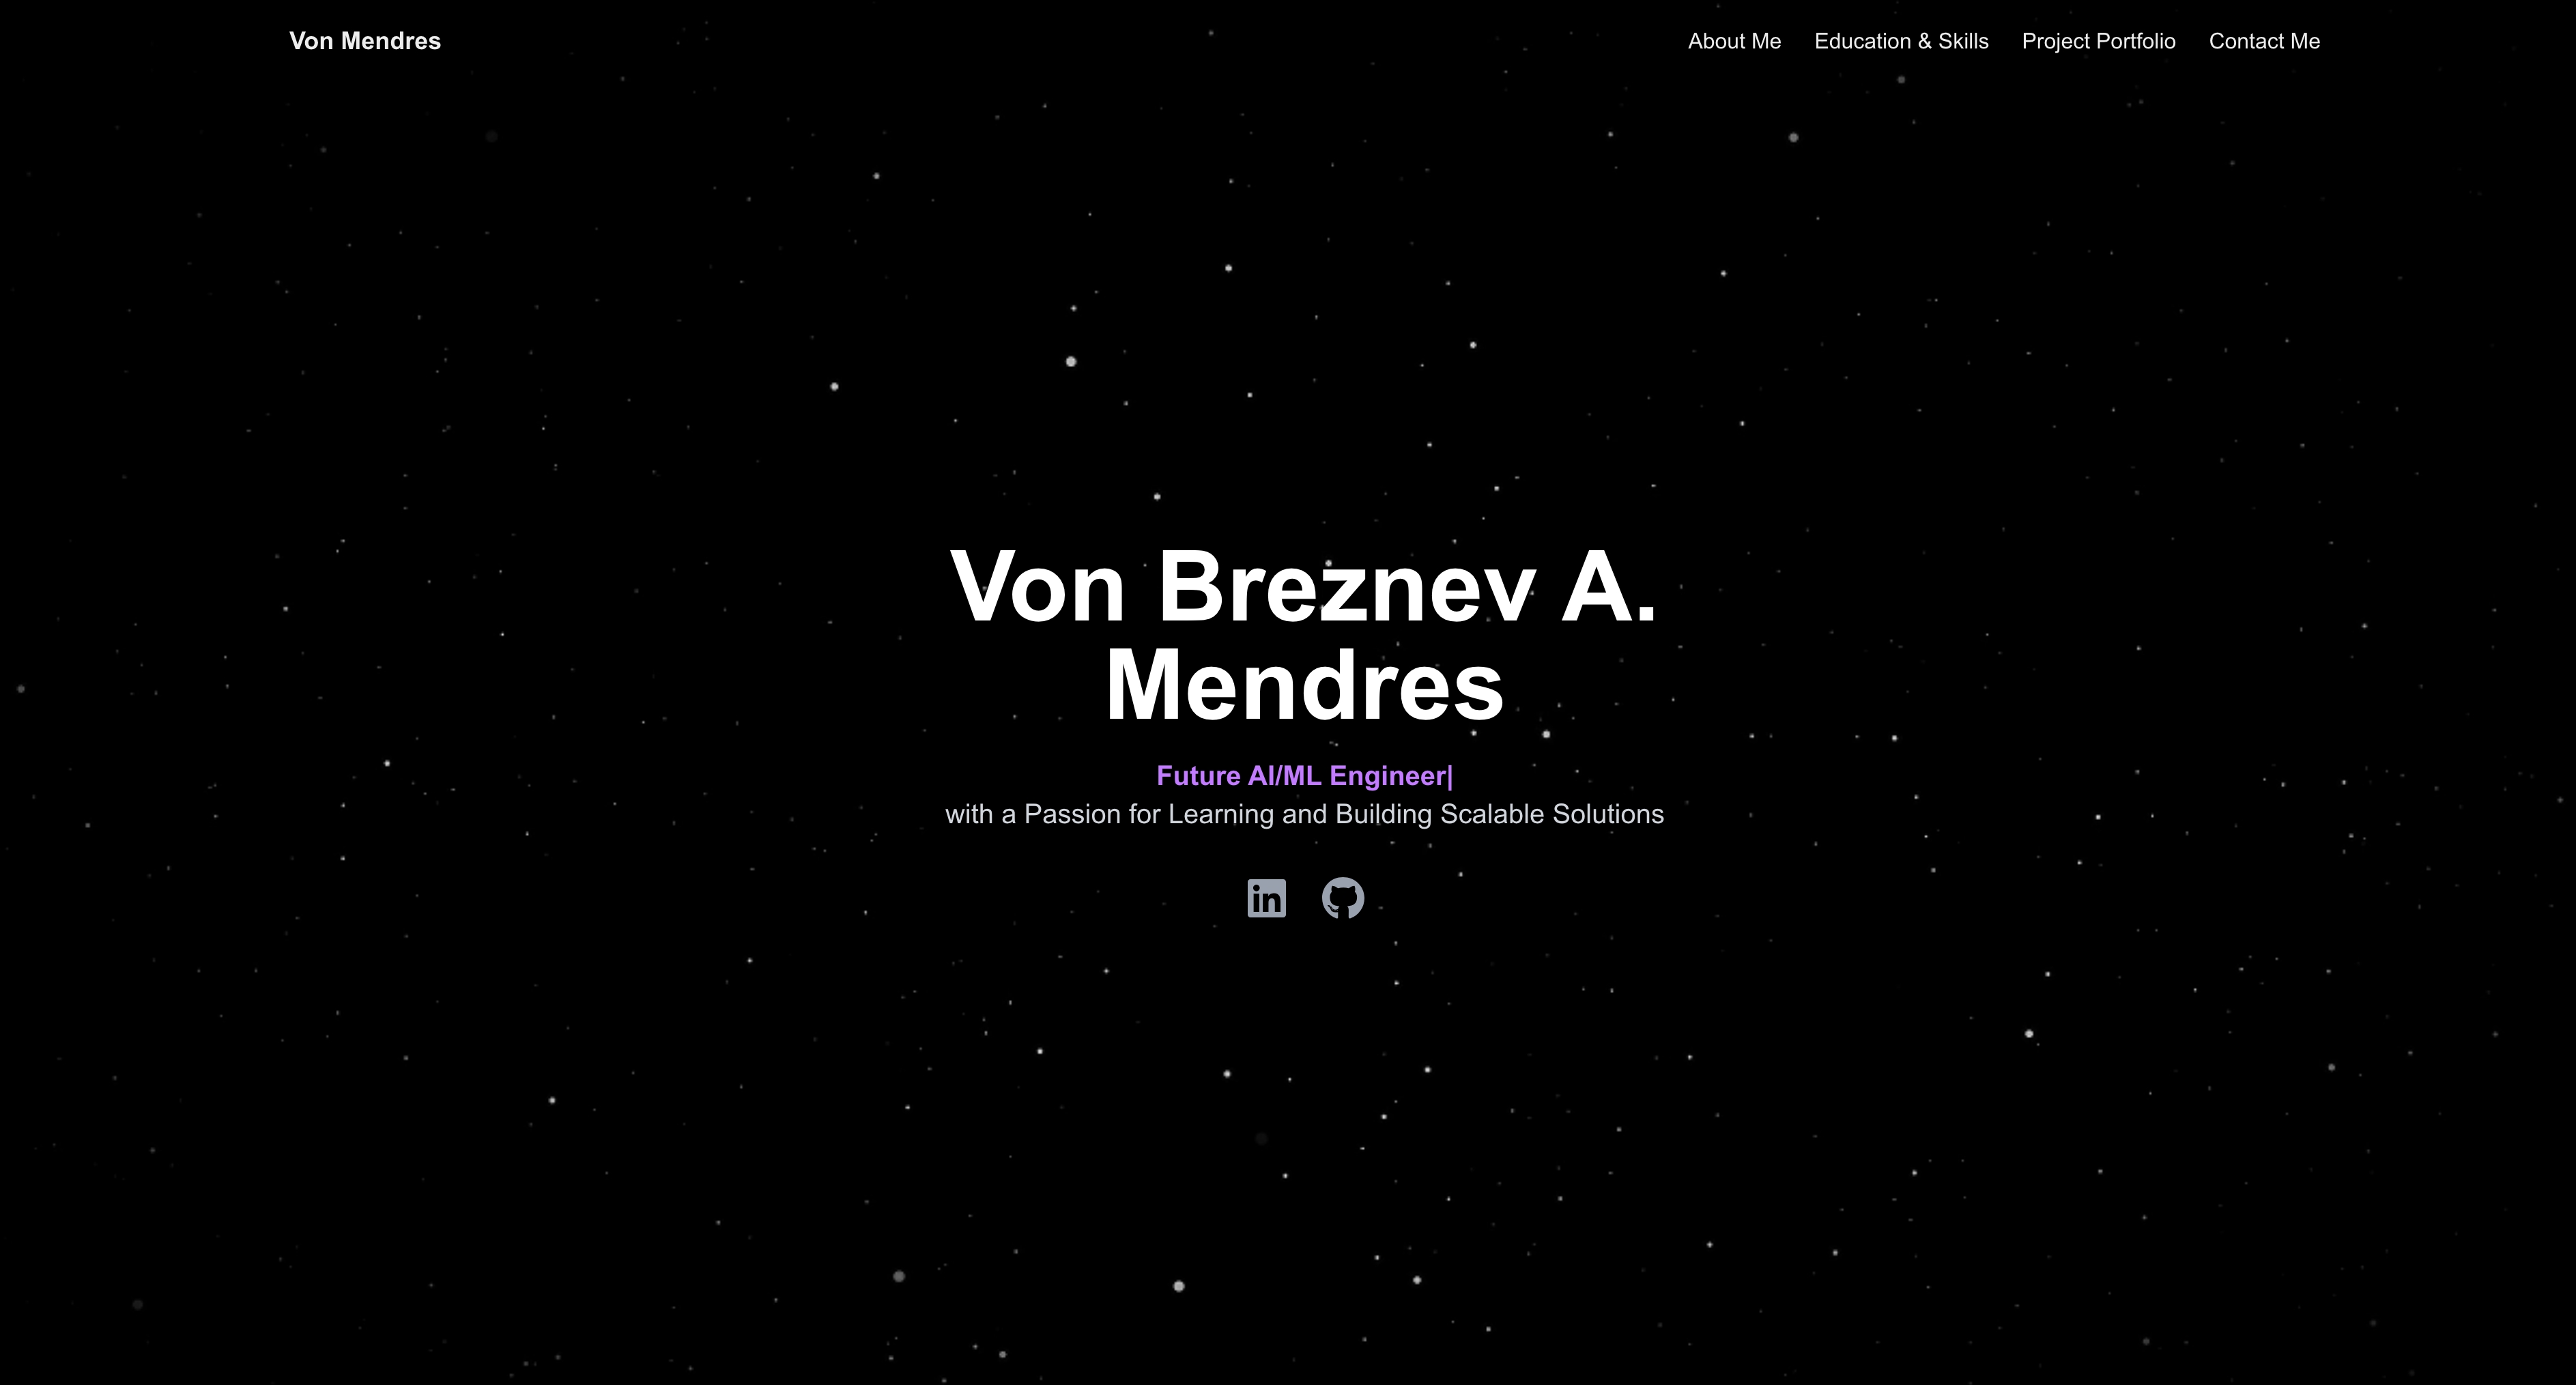 Von Mendres
About Me
Education & Skills
Project Portfolio
Contact Me
Von Breznev A.
Mendres
Future AI/ML Engineer|
with a Passion for Learning and Building Scalable Solutions
in